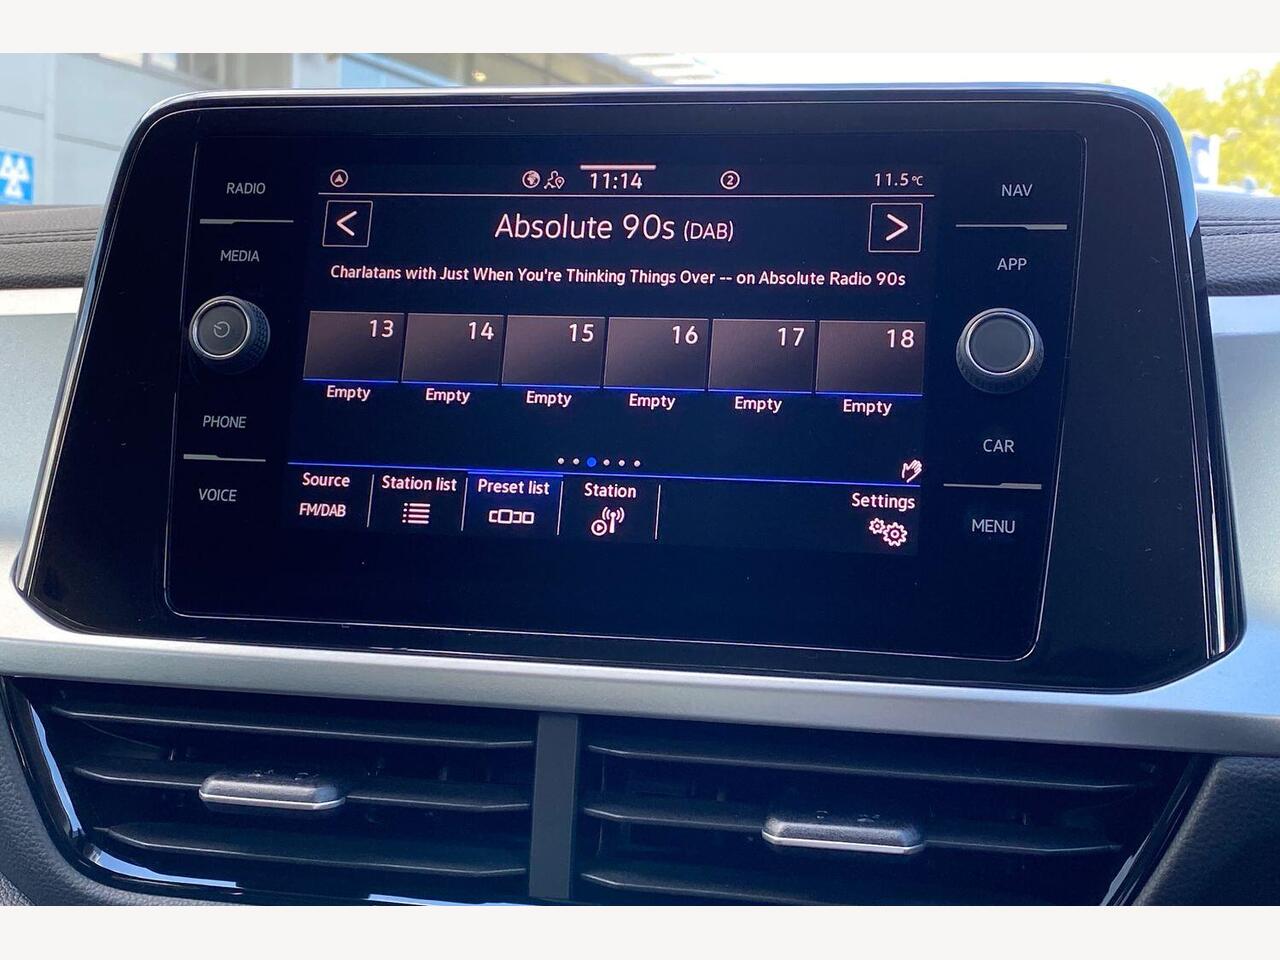 RADIO
MEDIA
PHONE
VOICE
11:14
2
11.5°C
Absolute 90s (DAB)
Charlatans with Just When You're Thinking Things Over -- on Absolute Radio 90s
13 14 15 16 17 18
Empty Empty Empty Empty Empty Empty
Source Station list Preset list Station Settings
FM/DAB
NAV
APP
CAR
MENU